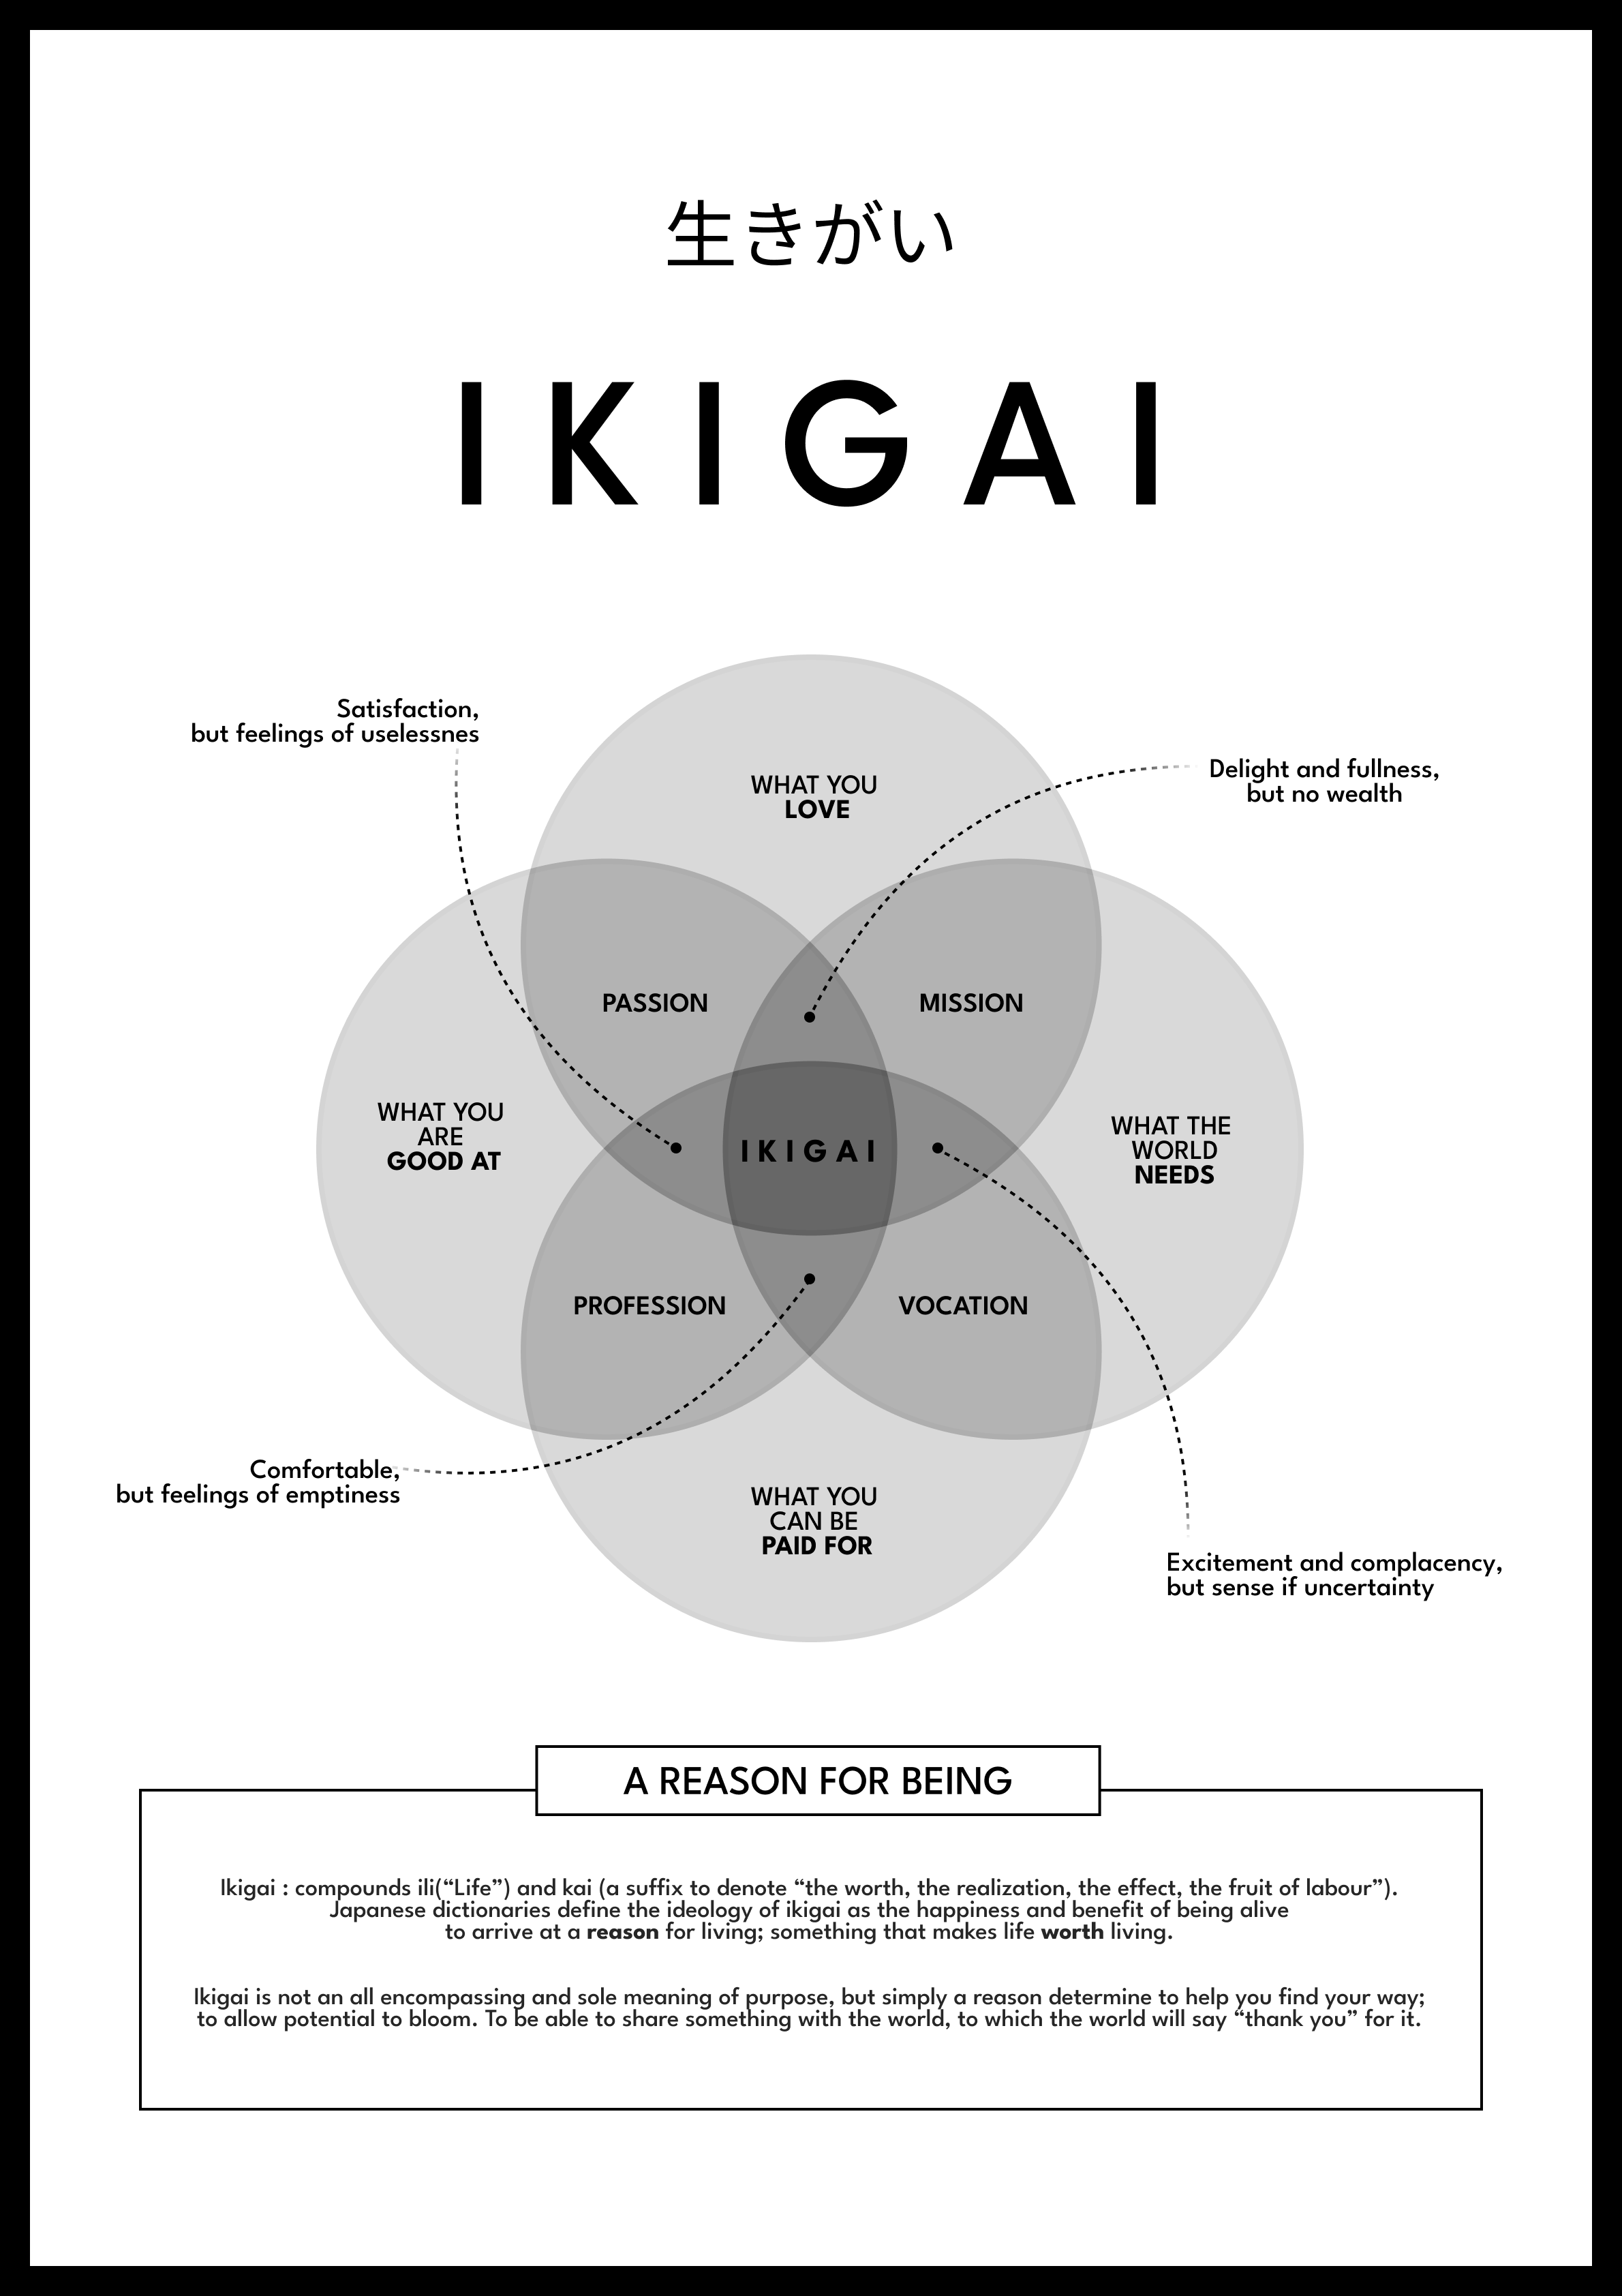 生きがい
IKIGAI
Satisfaction,
but feelings of uselessnes
Delight and fullness,
but no wealth
WHAT YOU
LOVE
PASSION
MISSION
WHAT YOU
ARE
GOOD AT
IKIGAI
WHAT THE
WORLD
NEEDS
PROFESSION
VOCATION
Comfortable,
but feelings of emptiness
WHAT YOU
CAN BE
PAID FOR
Excitement and complacency,
but sense if uncertainty
A REASON FOR BEING
Ikigai : compounds ili(“Life”) and kai (a suffix to denote “the worth, the realization, the effect, the fruit of labour”).
Japanese dictionaries define the ideology of ikigai as the happiness and benefit of being alive
to arrive at a reason for living; something that makes life worth living.
Ikigai is not an all encompassing and sole meaning of purpose, but simply a reason determine to help you find your way;
to allow potential to bloom. To be able to share something with the world, to which the world will say “thank you” for it.